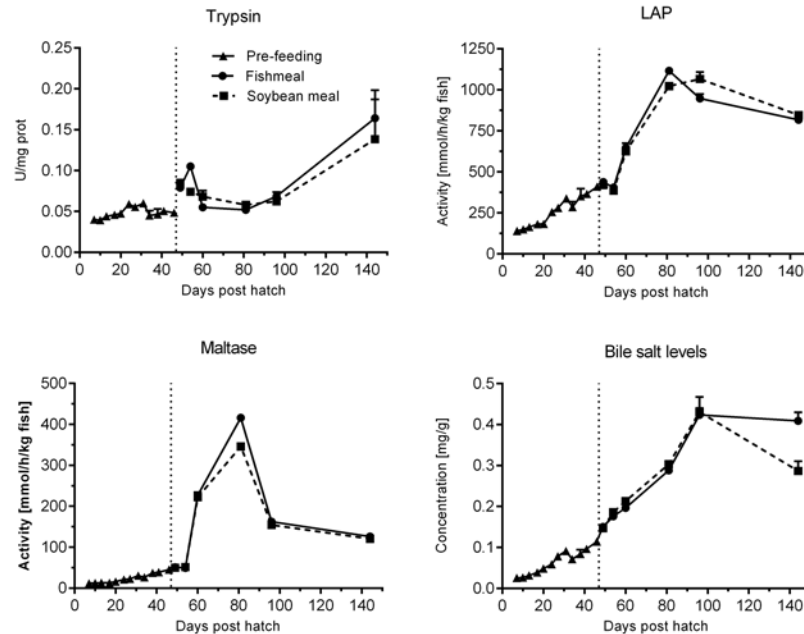 Trypsin
Pre-feeding
Fishmeal
Soybean meal
U/mg prot
0.25
0.20
0.15
0.10
0.05
0.00
0 20 40 60 80 100 120 140
Days post hatch
LAP
Activity [mmol/h/kg fish]
1250
1000
750
500
250
0
0 20 40 60 80 100 120 140
Days post hatch
Maltase
Activity [mmol/h/kg fish]
500
400
300
200
100
0
0 20 40 60 80 100 120 140
Days post hatch
Bile salt levels
Concentration [mg/g]
0.5
0.4
0.3
0.2
0.1
0.0
0 20 40 60 80 100 120 140
Days post hatch